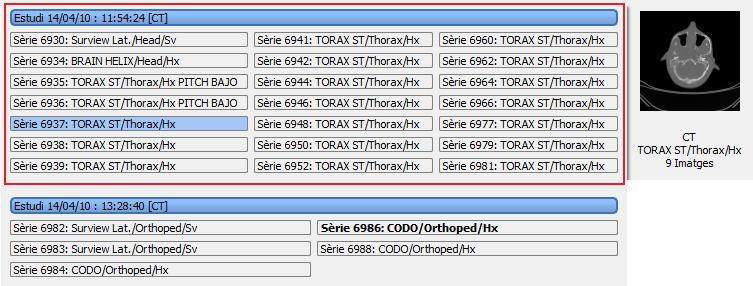 Estudi 14/04/10 : 11:54:24 [CT]
Sèrie 6930: Surview Lat./Head/Sv
Sèrie 6934: BRAIN HELIX/Head/Hx
Sèrie 6935: TORAX ST/Thorax/Hx PITCH BAJO
Sèrie 6936: TORAX ST/Thorax/Hx PITCH BAJO
Sèrie 6937: TORAX ST/Thorax/Hx
Sèrie 6938: TORAX ST/Thorax/Hx
Sèrie 6939: TORAX ST/Thorax/Hx
Sèrie 6941: TORAX ST/Thorax/Hx
Sèrie 6942: TORAX ST/Thorax/Hx
Sèrie 6944: TORAX ST/Thorax/Hx
Sèrie 6946: TORAX ST/Thorax/Hx
Sèrie 6948: TORAX ST/Thorax/Hx
Sèrie 6950: TORAX ST/Thorax/Hx
Sèrie 6952: TORAX ST/Thorax/Hx
Sèrie 6960: TORAX ST/Thorax/Hx
Sèrie 6962: TORAX ST/Thorax/Hx
Sèrie 6964: TORAX ST/Thorax/Hx
Sèrie 6966: TORAX ST/Thorax/Hx
Sèrie 6977: TORAX ST/Thorax/Hx
Sèrie 6979: TORAX ST/Thorax/Hx
Sèrie 6981: TORAX ST/Thorax/Hx
CT
TORAX ST/Thorax/Hx
9 Imatges
Estudi 14/04/10 : 13:28:40 [CT]
Sèrie 6982: Surview Lat./Orthoped/Sv
Sèrie 6983: Surview Lat./Orthoped/Sv
Sèrie 6984: CODO/Orthoped/Hx
Sèrie 6986: CODO/Orthoped/Hx
Sèrie 6988: CODO/Orthoped/Hx